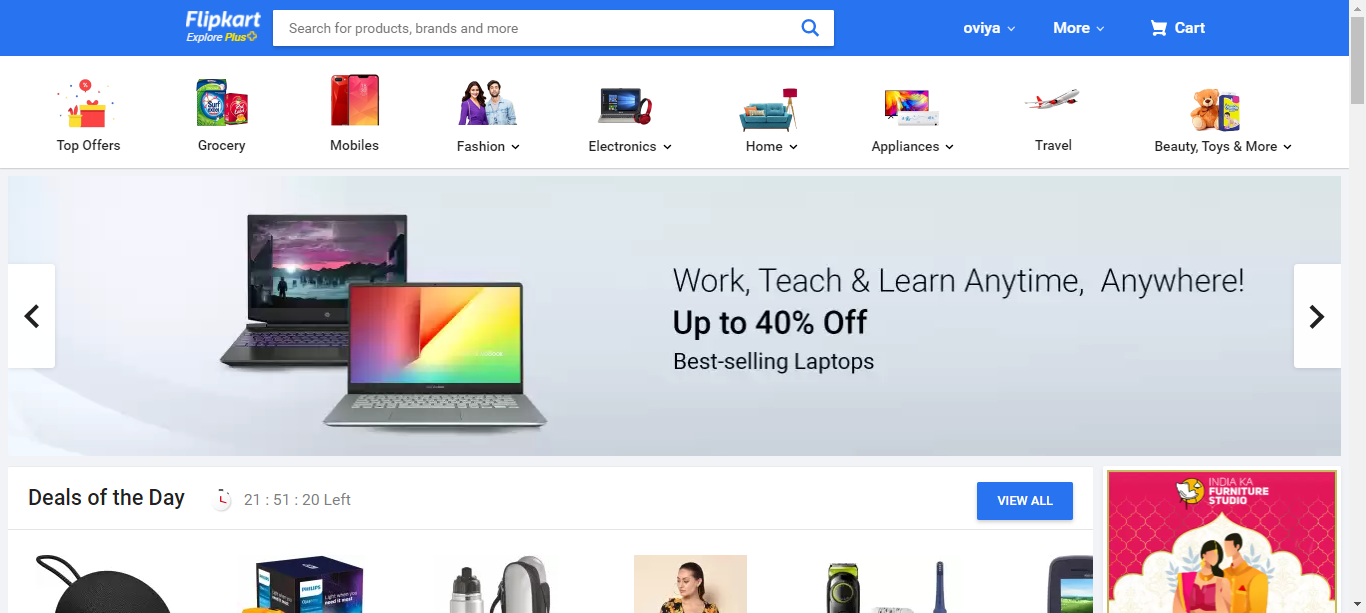 Flipkart
Explore Plus
Search for products, brands and more
oviya
More
Cart
Top Offers
Grocery
Mobiles
Fashion
Electronics
Home
Appliances
Travel
Beauty, Toys & More
Work, Teach & Learn Anytime, Anywhere!
Up to 40% Off
Best-selling Laptops
Deals of the Day
21 : 51 : 20 Left
VIEW ALL
INDIA KA
FURNITURE
STUDIO
PHILIPS